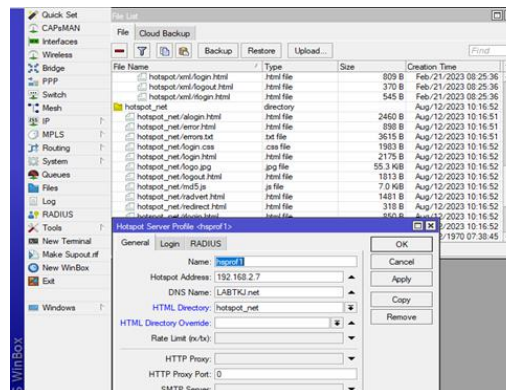 Quick Set
CAPsMAN
Interfaces
Wireless
Bridge
PPP
Switch
Mesh
IP
MPLS
Routing
System
Queues
Files
Log
RADIUS
Tools
New Terminal
Make Supout.rif
New WinBox
Exit
Windows
WinBox
File List
File Cloud Backup
Backup Restore Upload... Find
File Name Type Size Creation Time
hotspot/xml/login.html .html file 809 B Feb/21/2023 08:25:36
hotspot/xml/logout.html .html file 370 B Feb/21/2023 08:25:36
hotspot/xml/rlogin.html .html file 545 B Feb/21/2023 08:25:36
hotspot_net directory Aug/12/2023 10:16:52
hotspot_net/alogin.html .html file 2460 B Aug/12/2023 10:16:51
hotspot_net/error.html .html file 898 B Aug/12/2023 10:16:51
hotspot_net/errors.txt .txt file 3615 B Aug/12/2023 10:16:51
hotspot_net/login.css .css file 1983 B Aug/12/2023 10:16:52
hotspot_net/login.html .html file 2175 B Aug/12/2023 10:16:52
hotspot_net/logo.jpg .jpg file 55.3 KiB Aug/12/2023 10:16:52
hotspot_net/logout.html .html file 1813 B Aug/12/2023 10:16:52
hotspot_net/md5.js .js file 7.0 KiB Aug/12/2023 10:16:52
hotspot_net/radvert.html .html file 1481 B Aug/12/2023 10:16:52
hotspot_net/redirect.html .html file 318 B Aug/12/2023 10:16:52
hotspot_net/rlogin.html .html file 850 B
2/1970 07:38:45
Hotspot Server Profile <hsprof1>
General Login RADIUS
Name: hsprof1
Hotspot Address: 192.168.2.7
DNS Name: LABTKJ.net
HTML Directory: hotspot_net
HTML Directory Override:
Rate Limit (rx/tx):
HTTP Proxy:
HTTP Proxy Port: 0
SMTP Server:
OK
Cancel
Apply
Copy
Remove